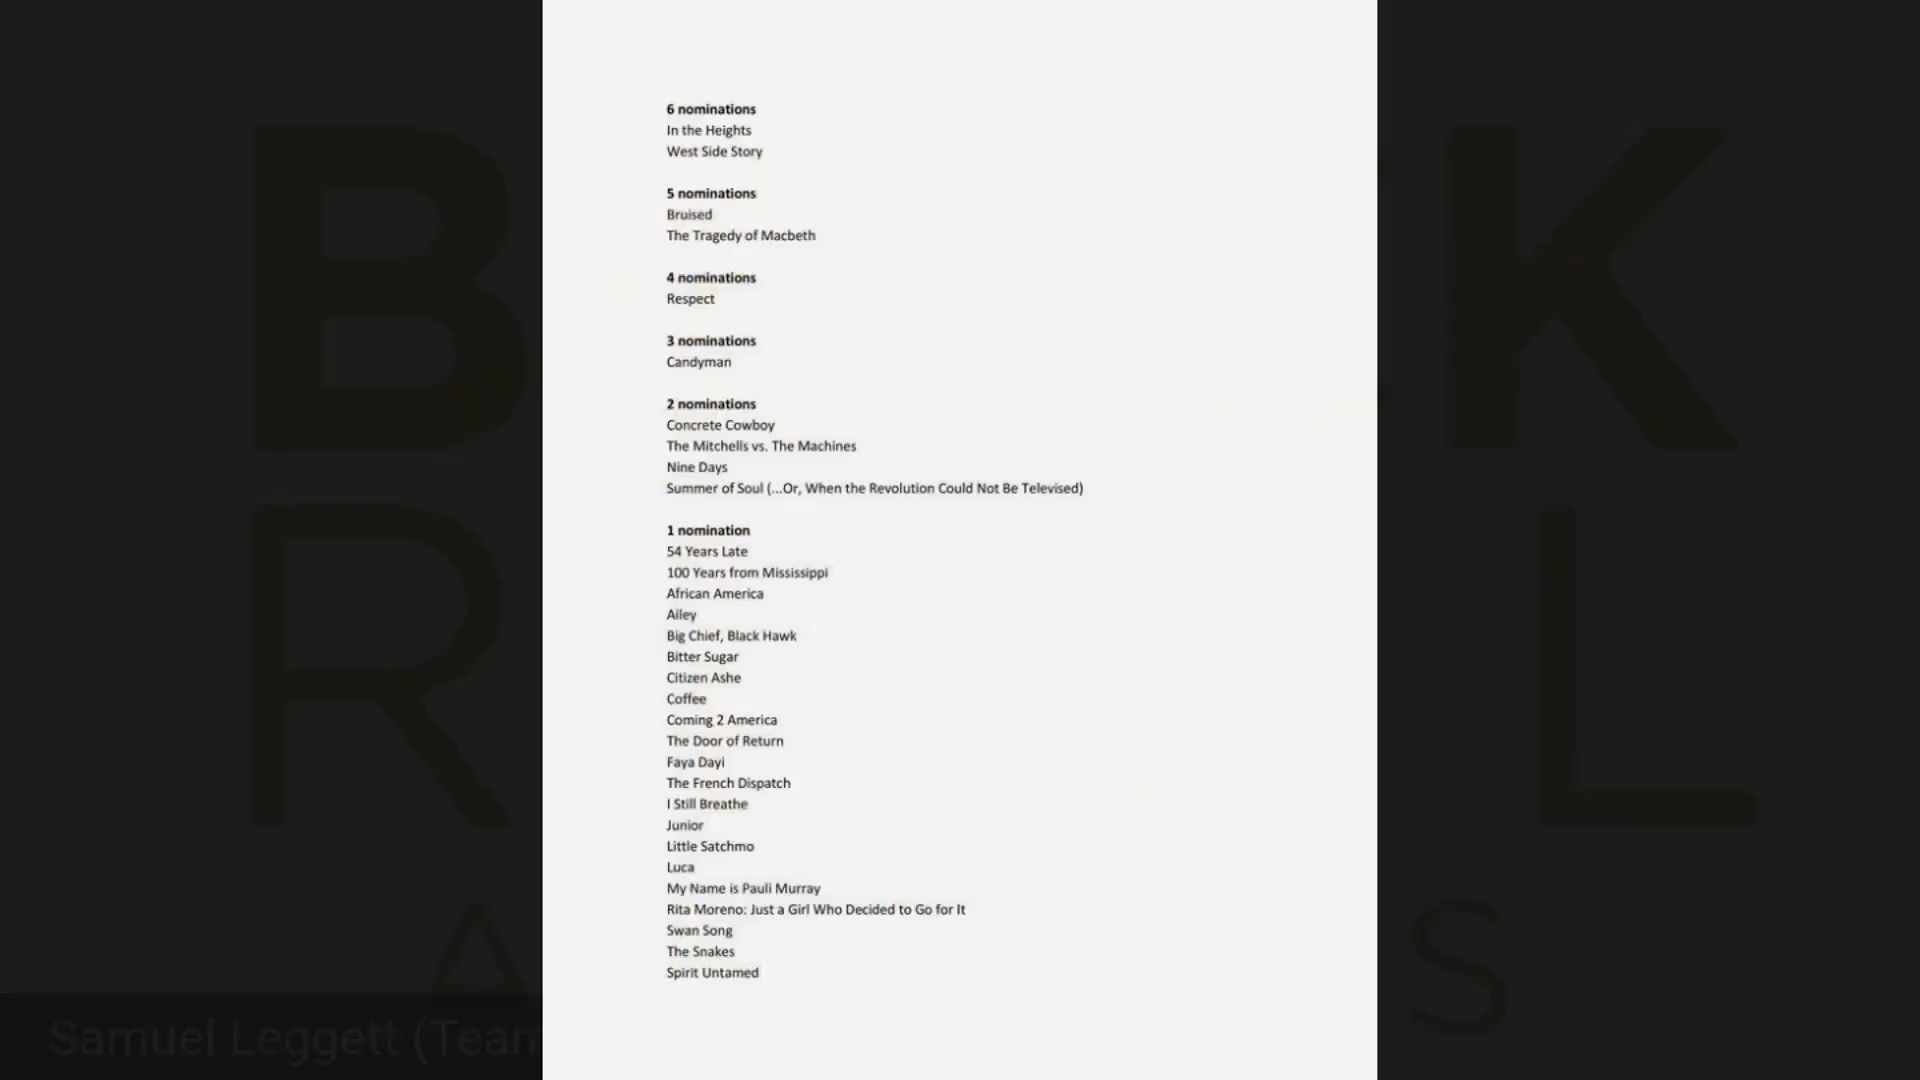 6 nominations
In the Heights
West Side Story
5 nominations
Bruised
The Tragedy of Macbeth
4 nominations
Respect
3 nominations
Candyman
2 nominations
Concrete Cowboy
The Mitchells vs. The Machines
Nine Days
Summer of Soul (...Or, When the Revolution Could Not Be Televised)
1 nomination
54 Years Late
100 Years from Mississippi
African America
Ailey
Big Chief, Black Hawk
Bitter Sugar
Citizen Ashe
Coffee
Coming 2 America
The Door of Return
Faya Dayi
The French Dispatch
I Still Breathe
Junior
Little Satchmo
Luca
My Name is Pauli Murray
Rita Moreno: Just a Girl Who Decided to Go for It
Swan Song
The Snakes
Spirit Untamed
Samuel Leggett